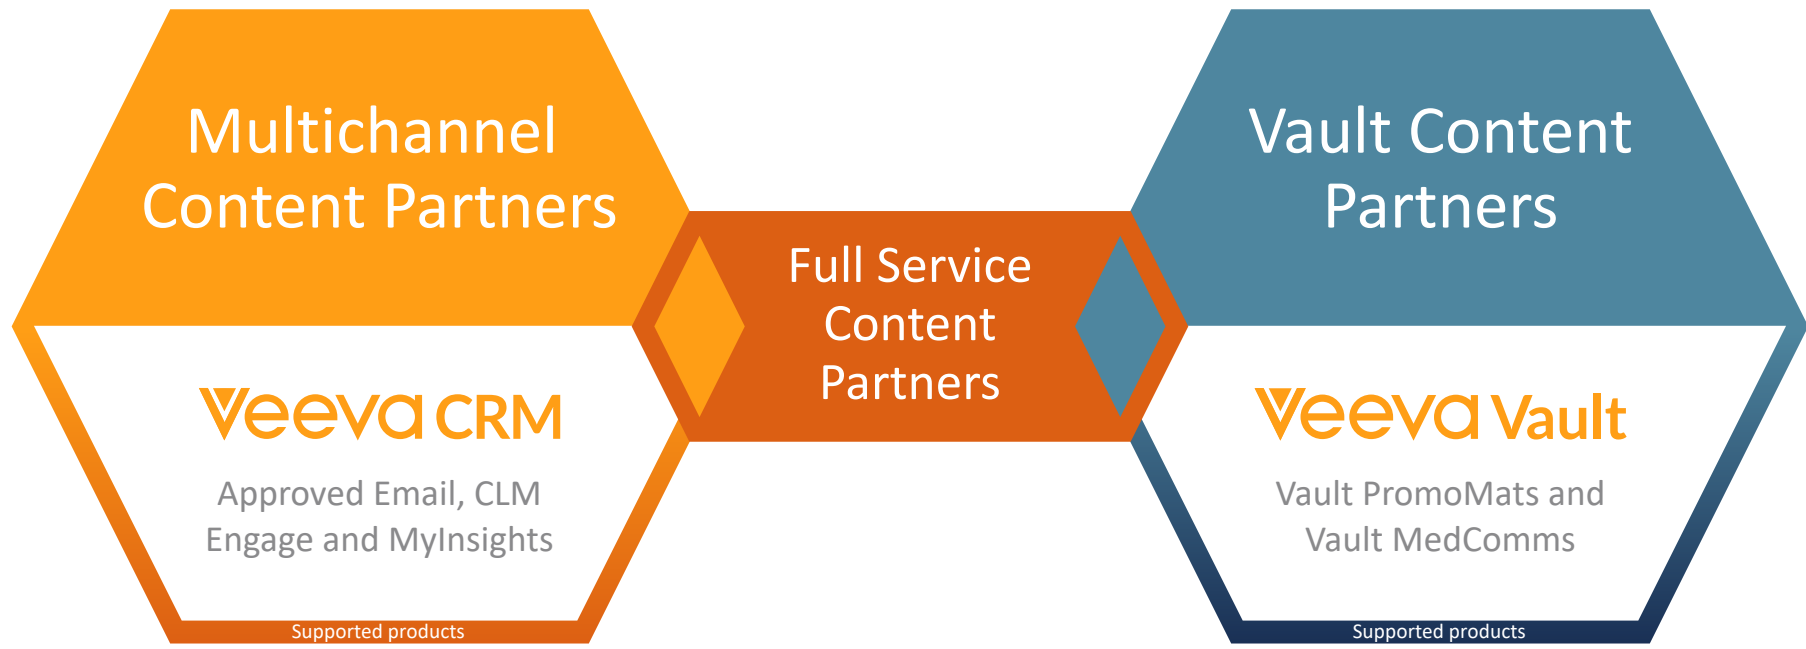 Multichannel
Content Partners
Veeva CRM
Approved Email, CLM
Engage and MyInsights
Supported products
Full Service
Content
Partners
Vault Content
Partners
Veeva Vault
Vault PromoMats and
Vault MedComms
Supported products